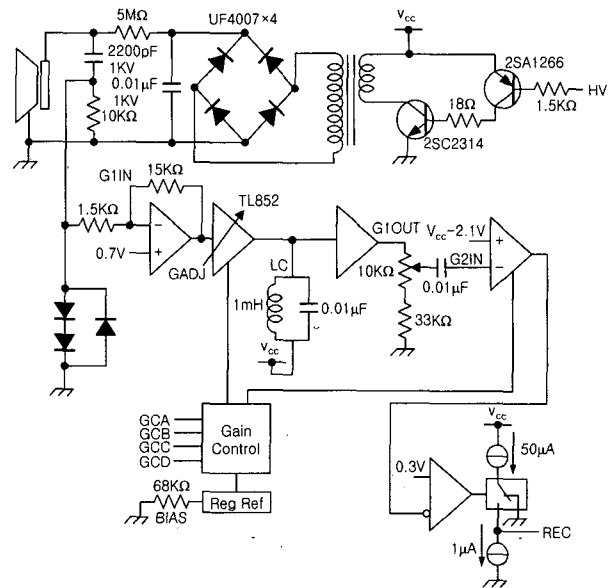 5MΩ
UF4007×4
Vcc
2200pF
1KV
0.01μF
1KV
10KΩ
2SA1266
18Ω
HV
1.5KΩ
2SC2314
G1IN
15KΩ
1.5KΩ
TL852
0.7V
GADJ
G1OUT
Vcc-2.1V
G2IN
10KΩ
0.01μF
LC
1mH
0.01μF
33KΩ
Vcc
GCA
GCB
GCC
GCD
Gain
Control
Vcc
50μA
0.3V
68KΩ
BIAS
Reg Ref
REC
1μA